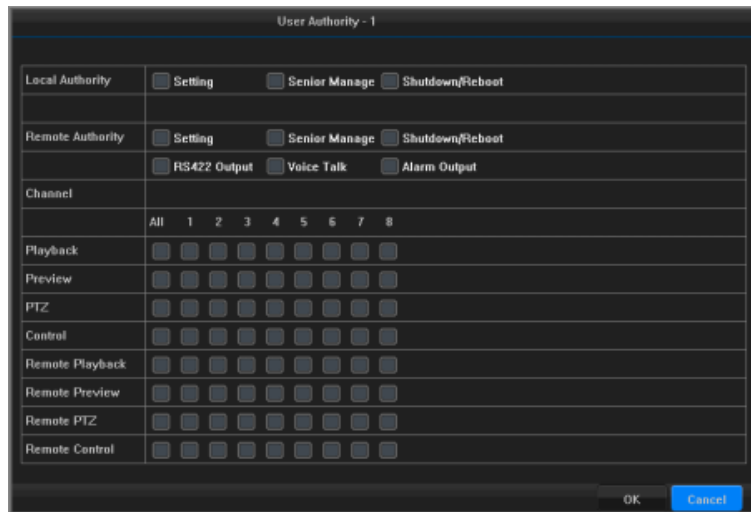 User Authority - 1
Local Authority Setting Senior Manage Shutdown/Reboot
Remote Authority Setting Senior Manage Shutdown/Reboot
RS422 Output Voice Talk Alarm Output
Channel
All 1 2 3 4 5 6 7 8
Playback
Preview
PTZ
Control
Remote Playback
Remote Preview
Remote PTZ
Remote Control
OK Cancel